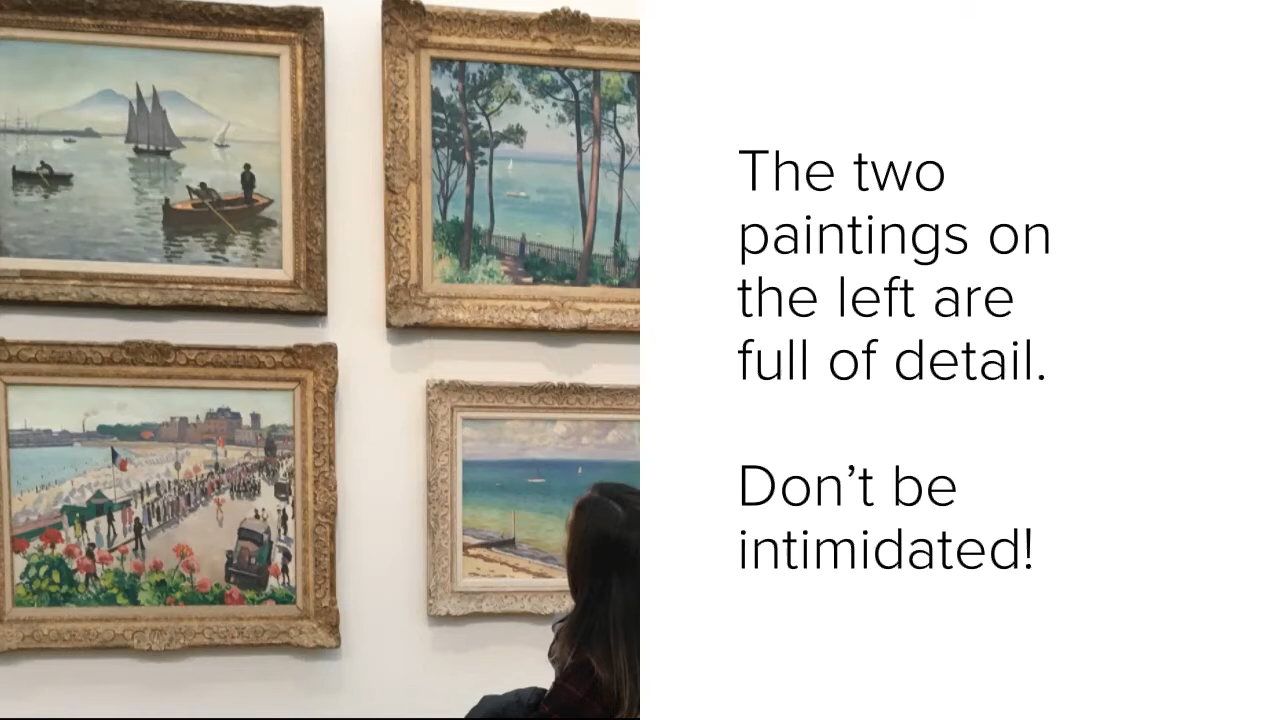 The two
paintings on
the left are
full of detail.
Don’t be
intimidated!